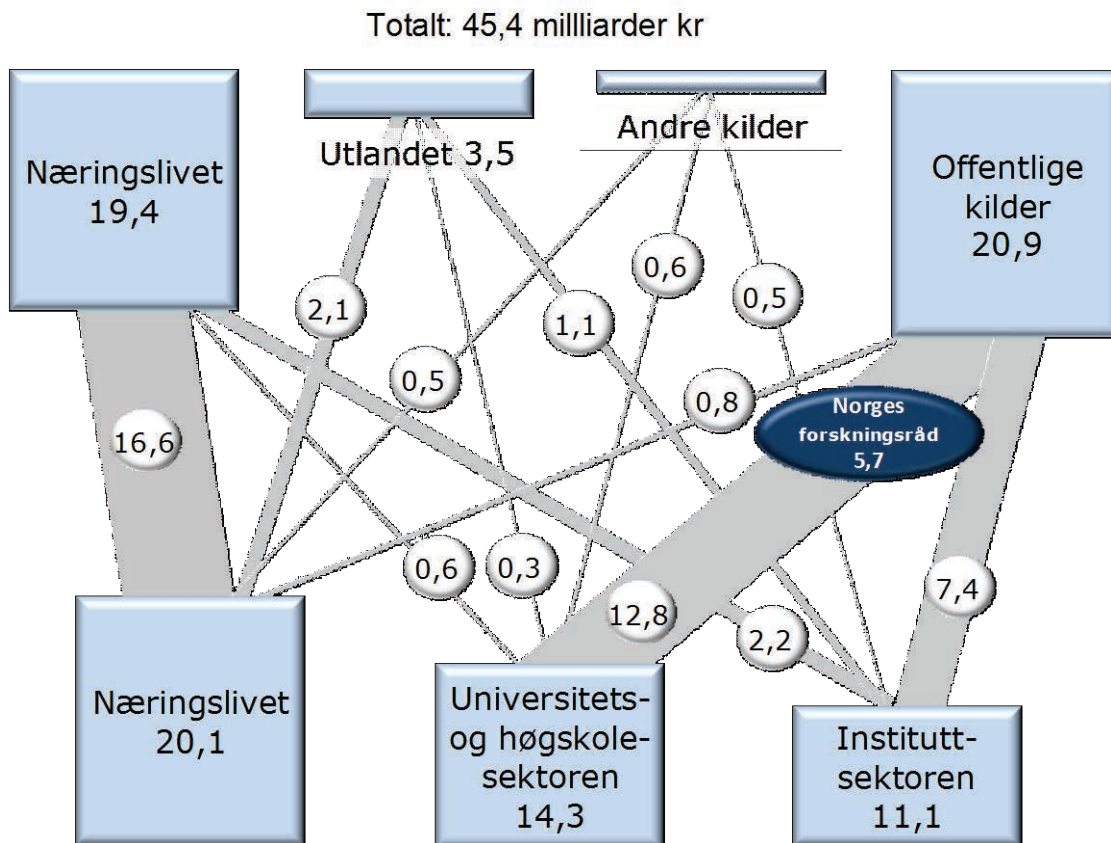 Totalt: 45,4 millliarder kr
Næringslivet
19,4
Utlandet 3,5
Andre kilder
Offentlige
kilder
20,9
2,1
1,1
0,6
0,5
0,5
0,8
Norges
forskningsråd
5,7
16,6
0,6
0,3
12,8
2,2
7,4
Næringslivet
20,1
Universitets-
og høgskole-
sektoren
14,3
Institutt-
sektoren
11,1